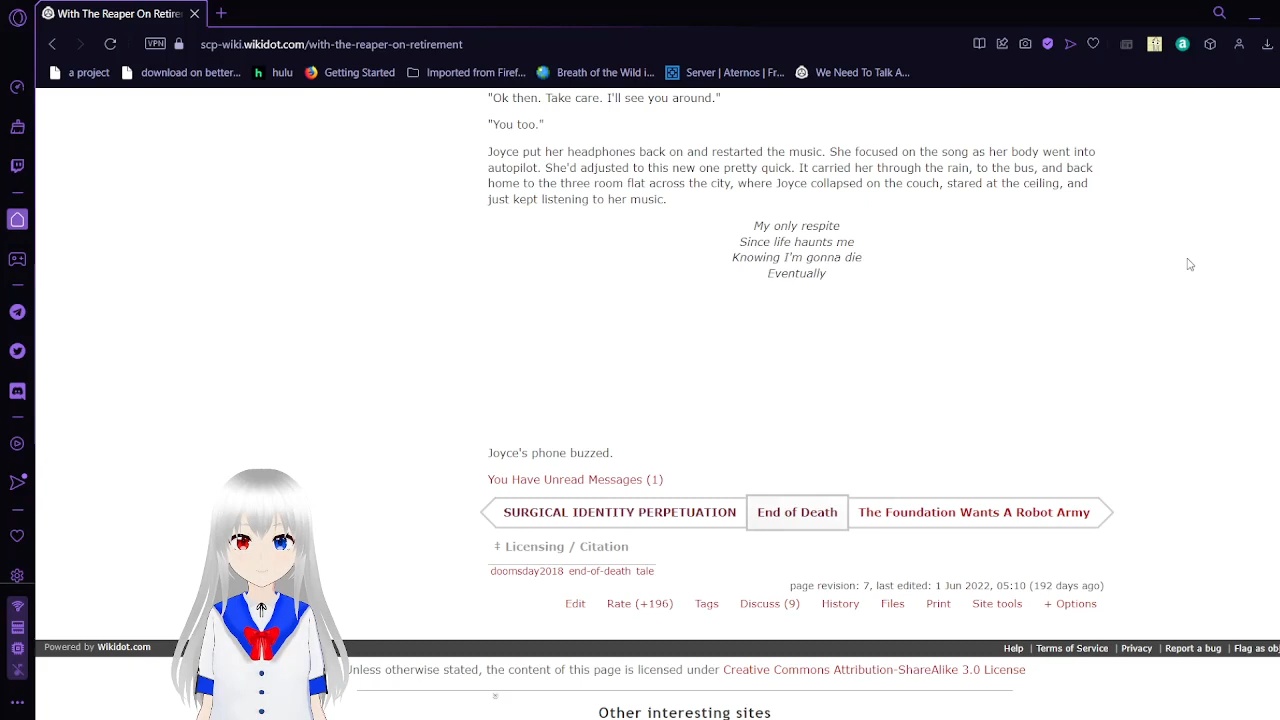 With The Reaper On Retire
VPN
scp-wiki.wikidot.com/with-the-reaper-on-retirement
a project
download on better...
hulu
Getting Started
Imported from Firef...
Breath of the Wild i...
Server | Aternos | Fr...
We Need To Talk A...
"Ok then. Take care. I'll see you around."
"You too."
Joyce put her headphones back on and restarted the music. She focused on the song as her body went into
autopilot. She'd adjusted to this new one pretty quick. It carried her through the rain, to the bus, and back
home to the three room flat across the city, where Joyce collapsed on the couch, stared at the ceiling, and
just kept listening to her music.
My only respite
Since life haunts me
Knowing I'm gonna die
Eventually
Joyce's phone buzzed.
You Have Unread Messages (1)
SURGICAL IDENTITY PERPETUATION
End of Death
The Foundation Wants A Robot Army
‡ Licensing / Citation
doomsday2018 end-of-death tale
page revision: 7, last edited: 1 Jun 2022, 05:10 (192 days ago)
Edit
Rate (+196)
Tags
Discuss (9)
History
Files
Print
Site tools
+ Options
Powered by Wikidot.com
Help | Terms of Service | Privacy | Report a bug | Flag as obj
Unless otherwise stated, the content of this page is licensed under Creative Commons Attribution-ShareAlike 3.0 License
Other interesting sites